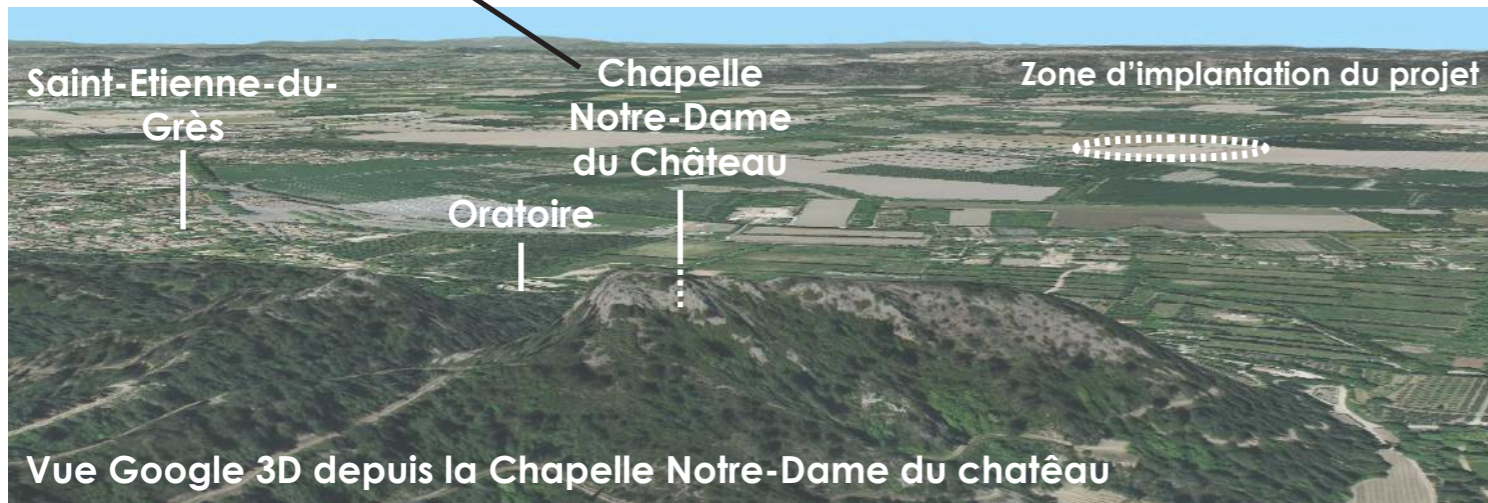 Saint-Etienne-du-
Grès
Chapelle
Notre-Dame
du Château
Zone d'implantation du projet
Oratoire
Vue Google 3D depuis la Chapelle Notre-Dame du chatêau